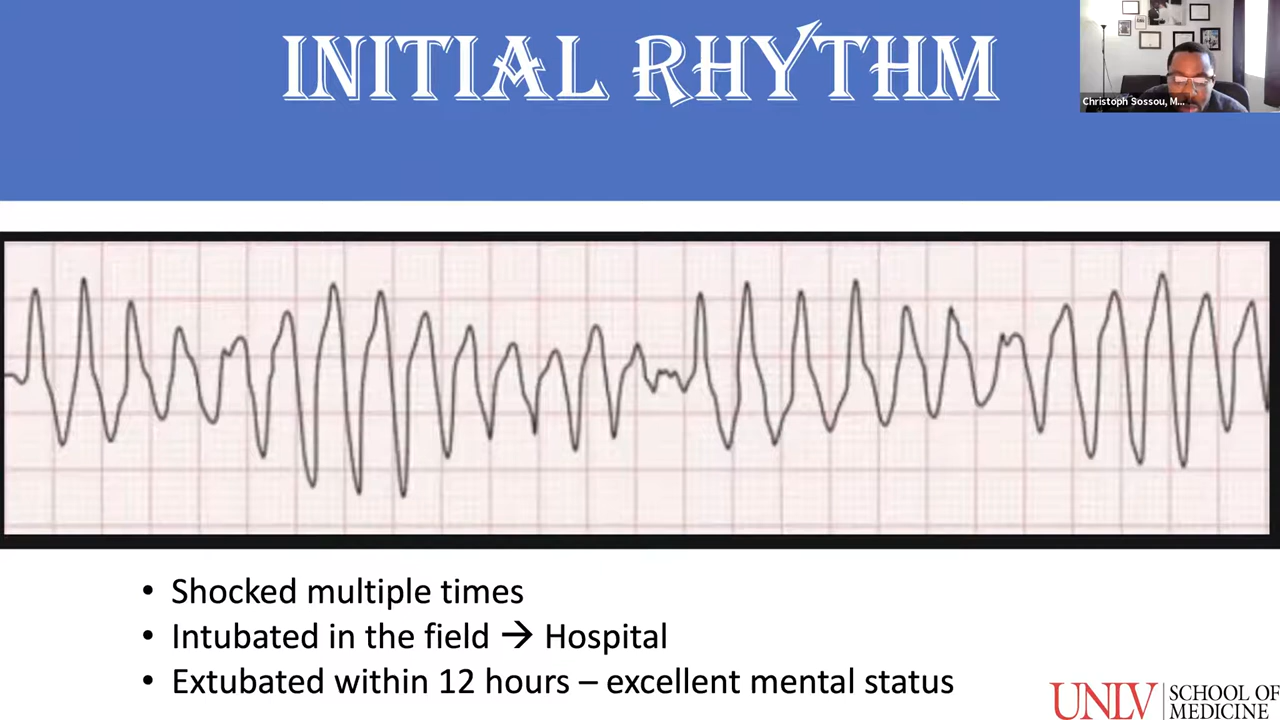 INITIAL RHYTHM
Christoph Sossou, M...
• Shocked multiple times
• Intubated in the field → Hospital
• Extubated within 12 hours – excellent mental status
UNLV SCHOOL OF
MEDICINE